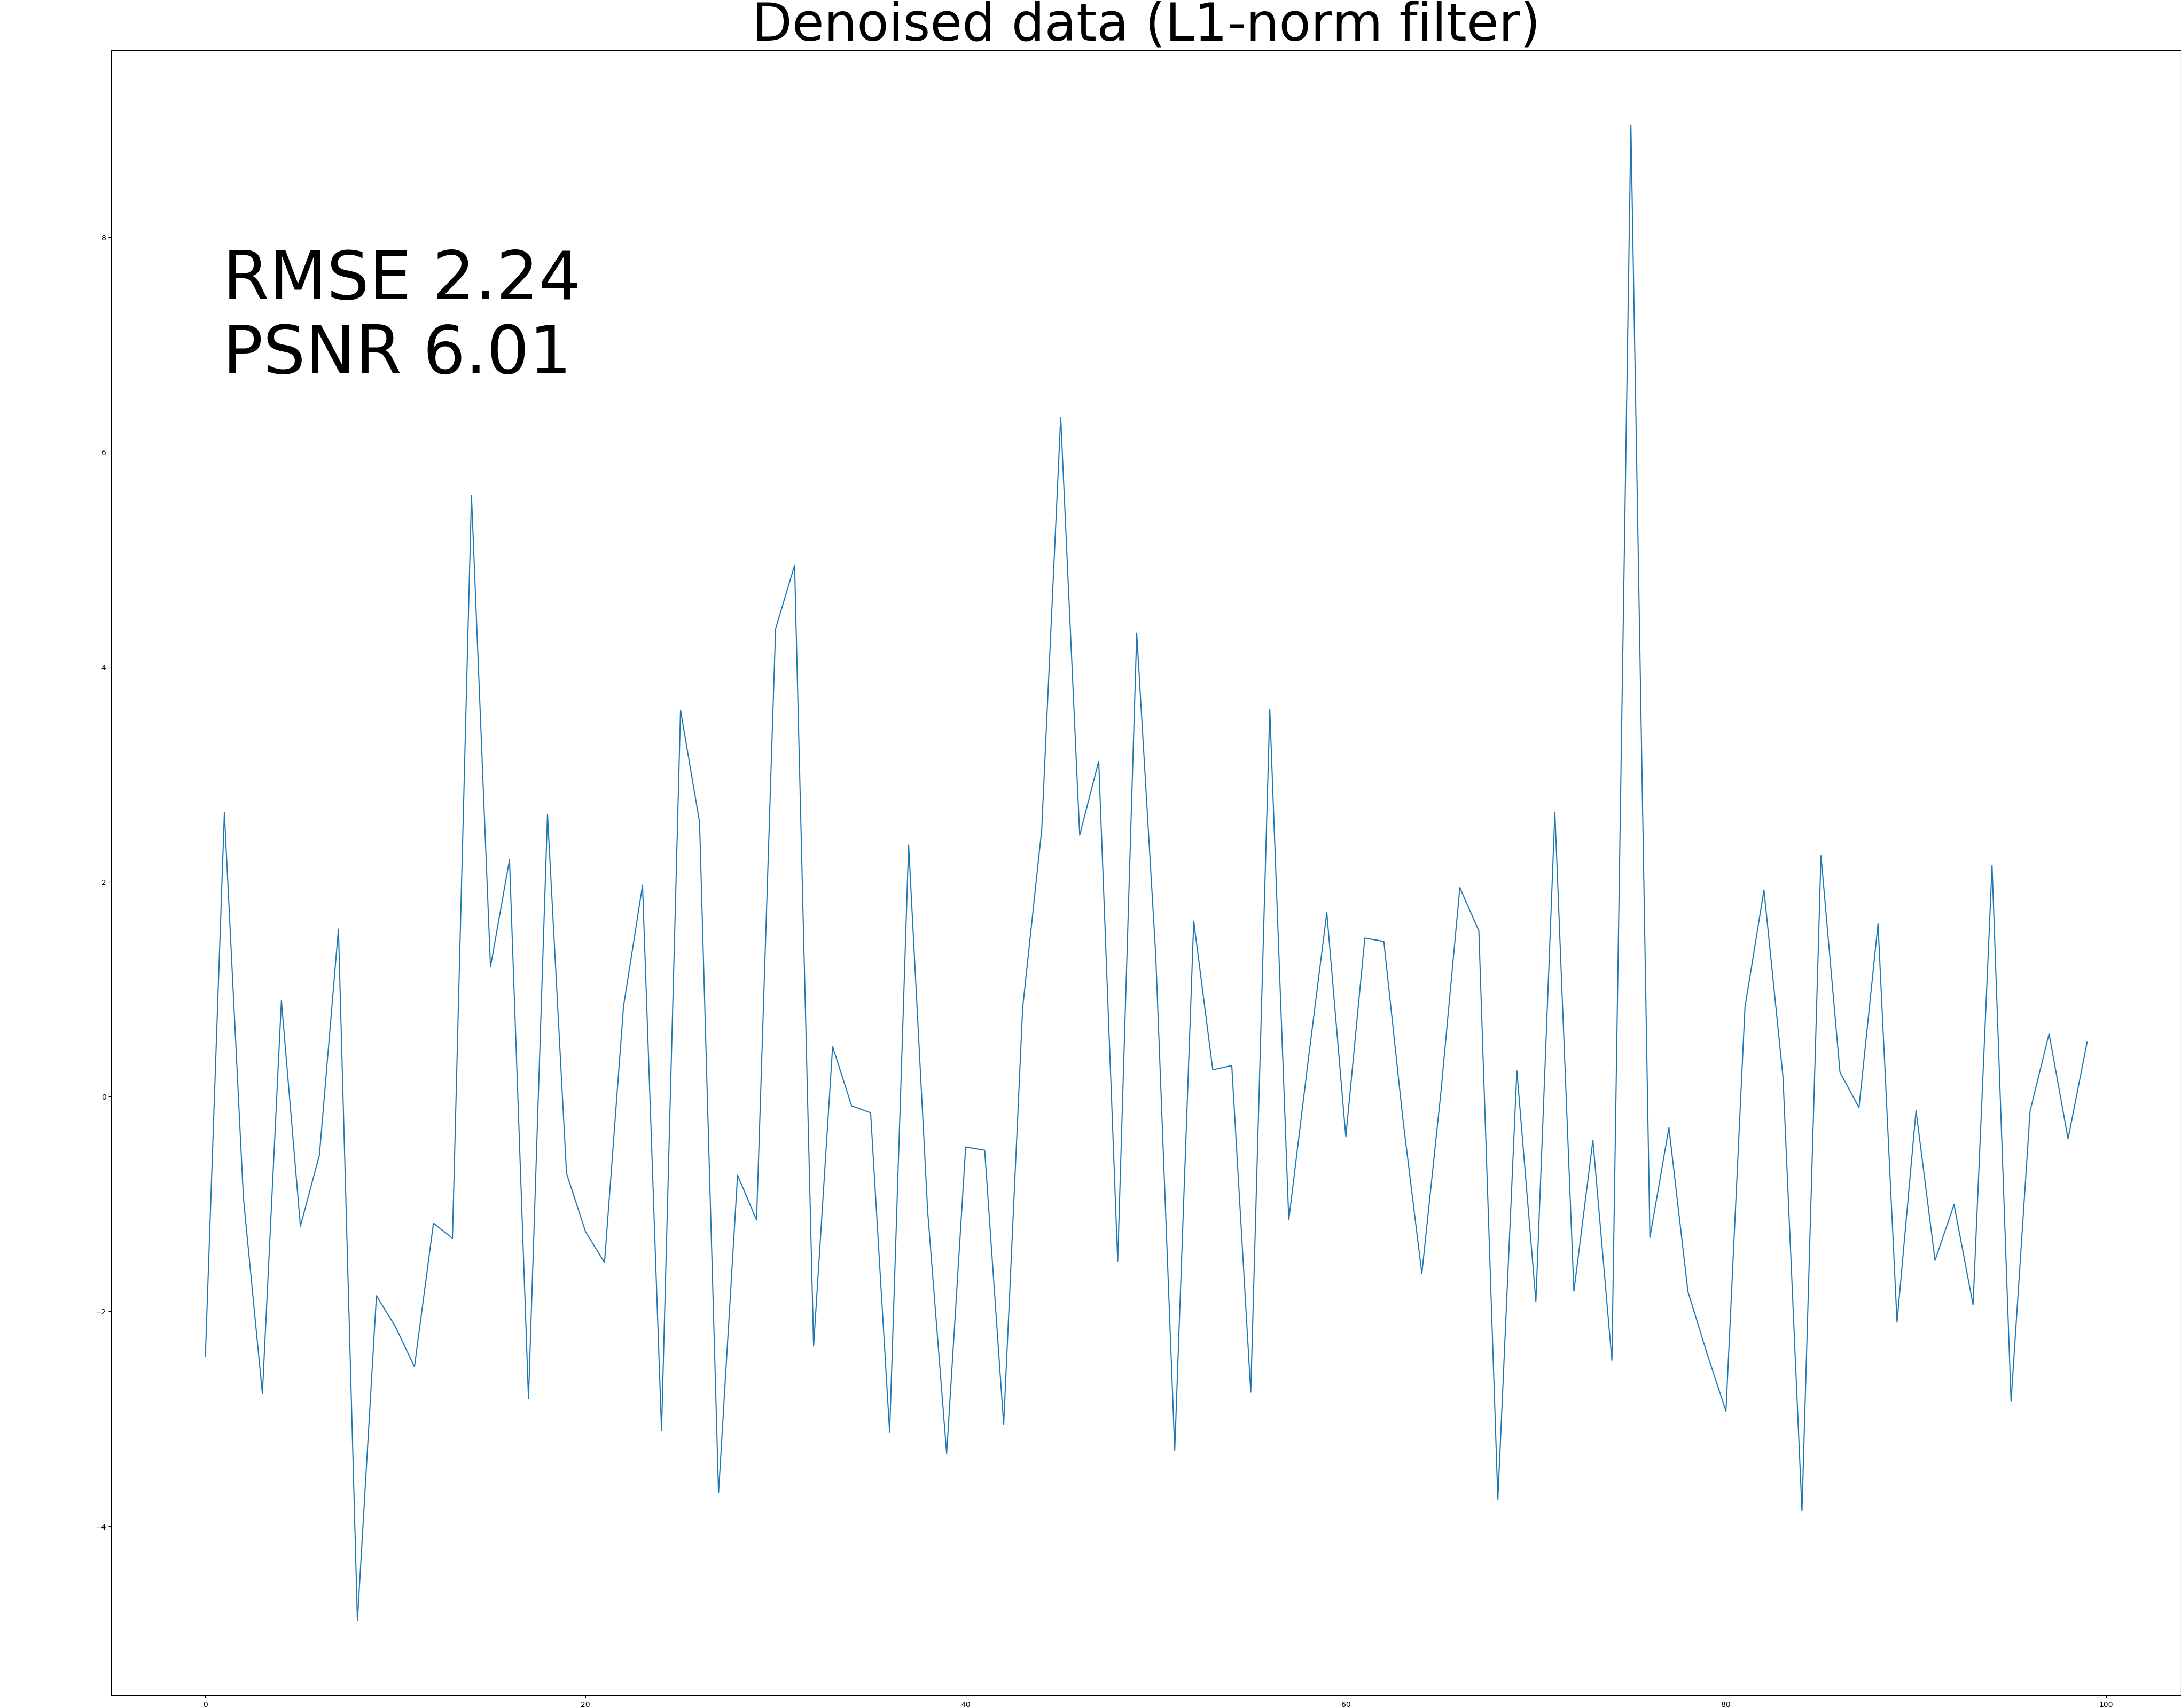 Denoised data (L1-norm filter)
RMSE 2.24
PSNR 6.01
8
6
4
2
0
−2
−4
0 20 40 60 80 100